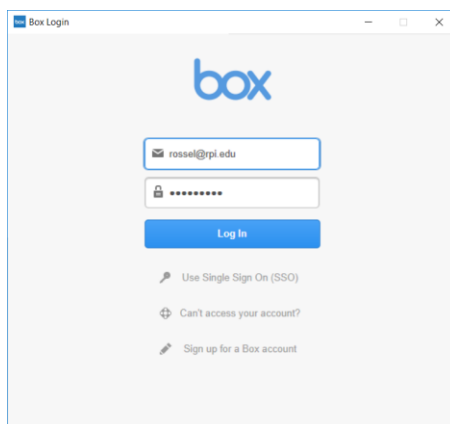 box Box Login
box
rossel@rpi.edu
•••••••••
Log In
Use Single Sign On (SSO)
Can't access your account?
Sign up for a Box account